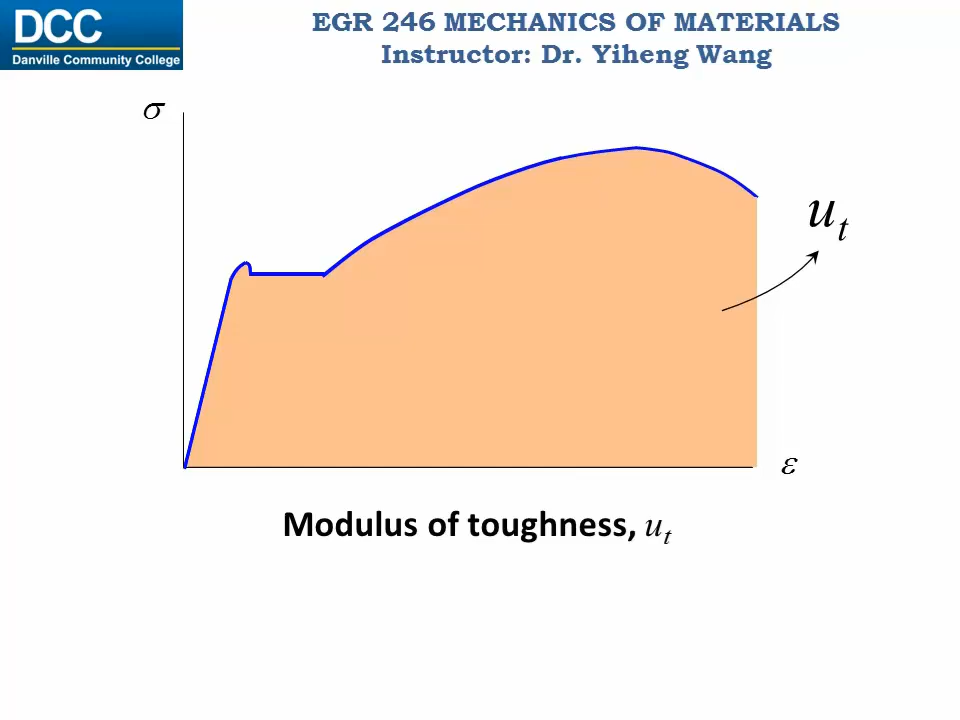 DCC
Danville Community College
EGR 246 MECHANICS OF MATERIALS
Instructor: Dr. Yiheng Wang
σ
u_t
ε
Modulus of toughness, u_t